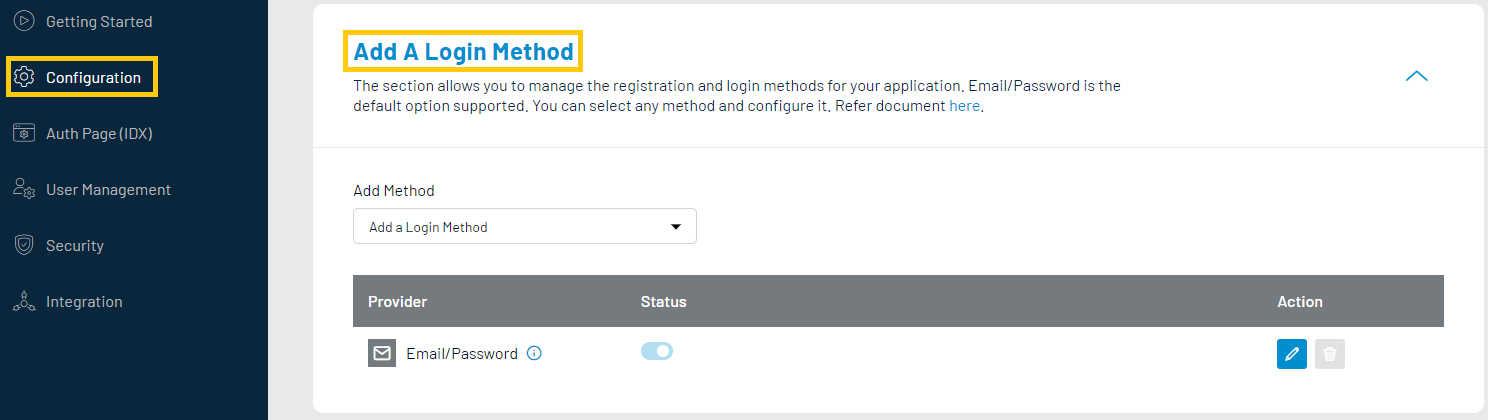 Getting Started
Configuration
Auth Page (IDX)
User Management
Security
Integration
Add A Login Method
The section allows you to manage the registration and login methods for your application. Email/Password is the
default option supported. You can select any method and configure it. Refer document here.
Add Method
Add a Login Method
Provider Status Action
Email/Password